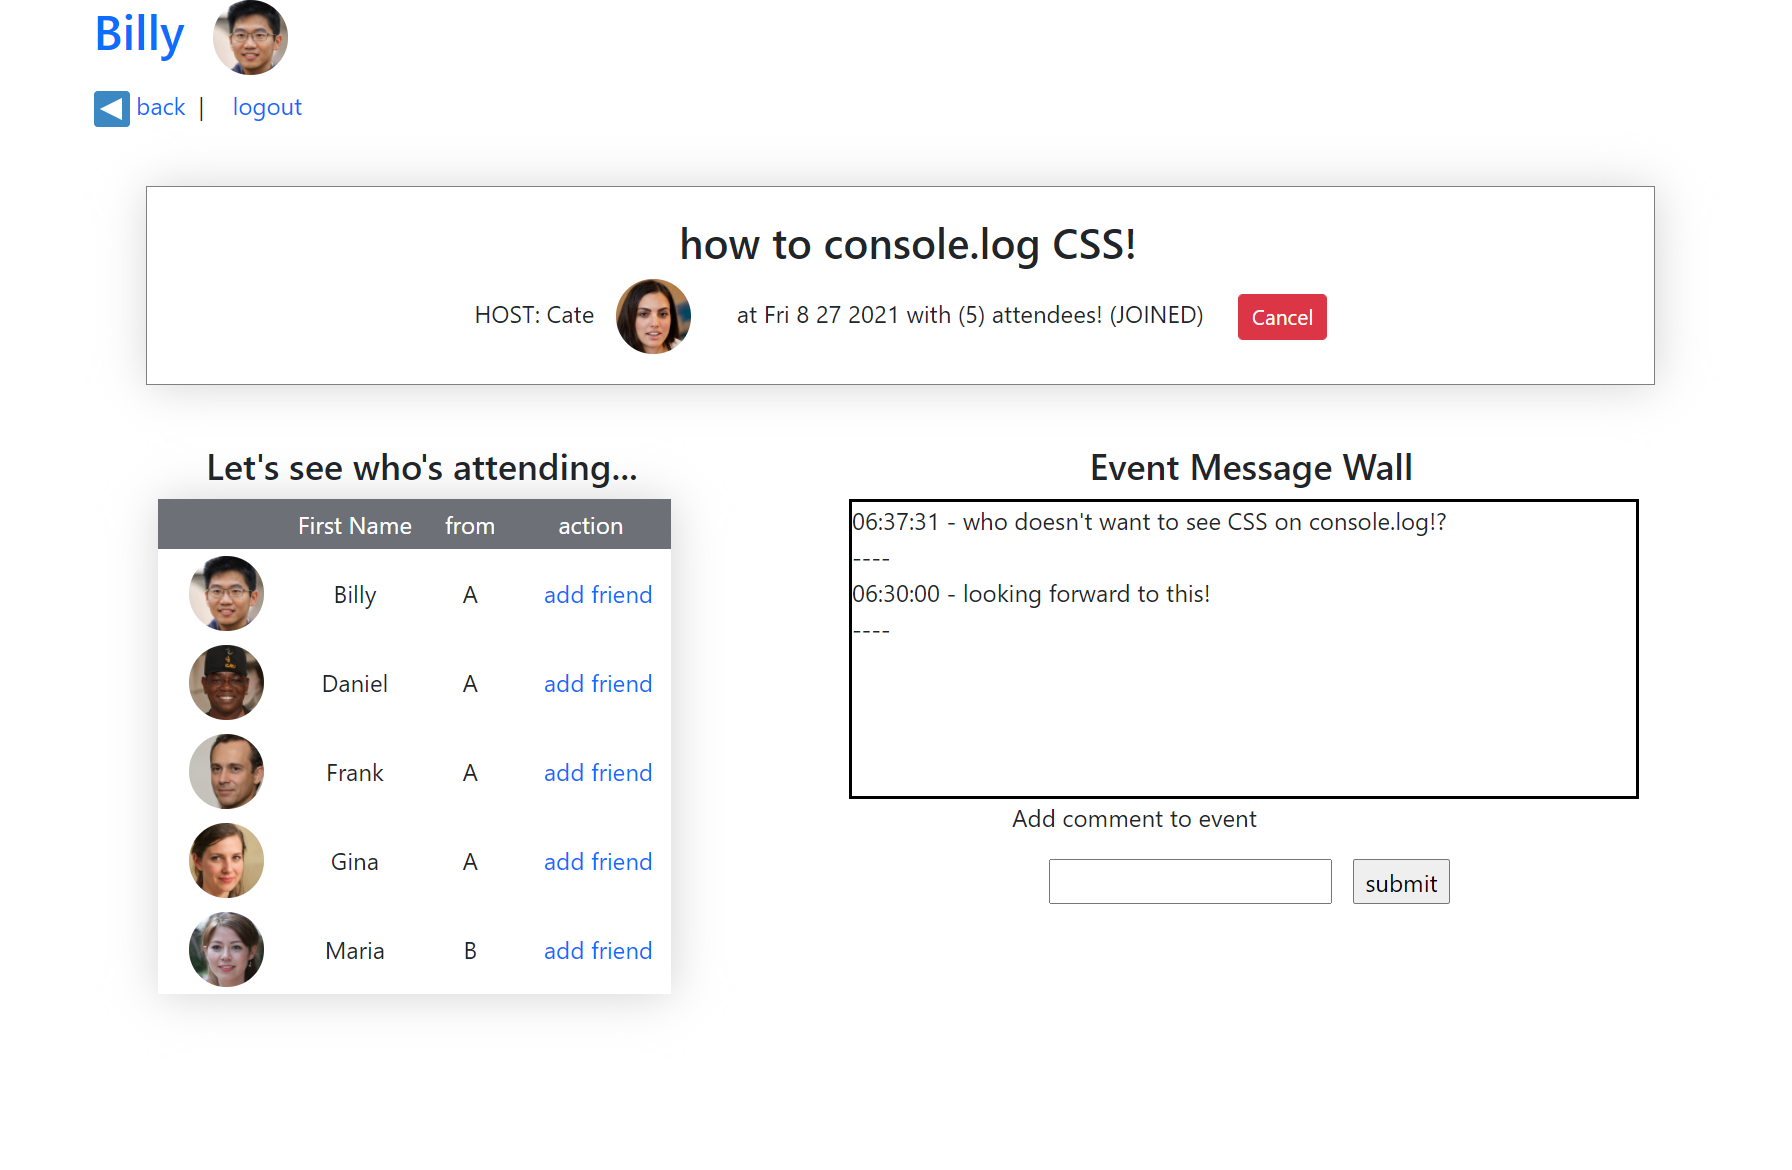 Billy
back | logout
how to console.log CSS!
HOST: Cate at Fri 8 27 2021 with (5) attendees! (JOINED) Cancel
Let's see who's attending...
First Name from action
Billy A add friend
Daniel A add friend
Frank A add friend
Gina A add friend
Maria B add friend
Event Message Wall
06:37:31 - who doesn't want to see CSS on console.log!?
----
06:30:00 - looking forward to this!
----
Add comment to event
submit